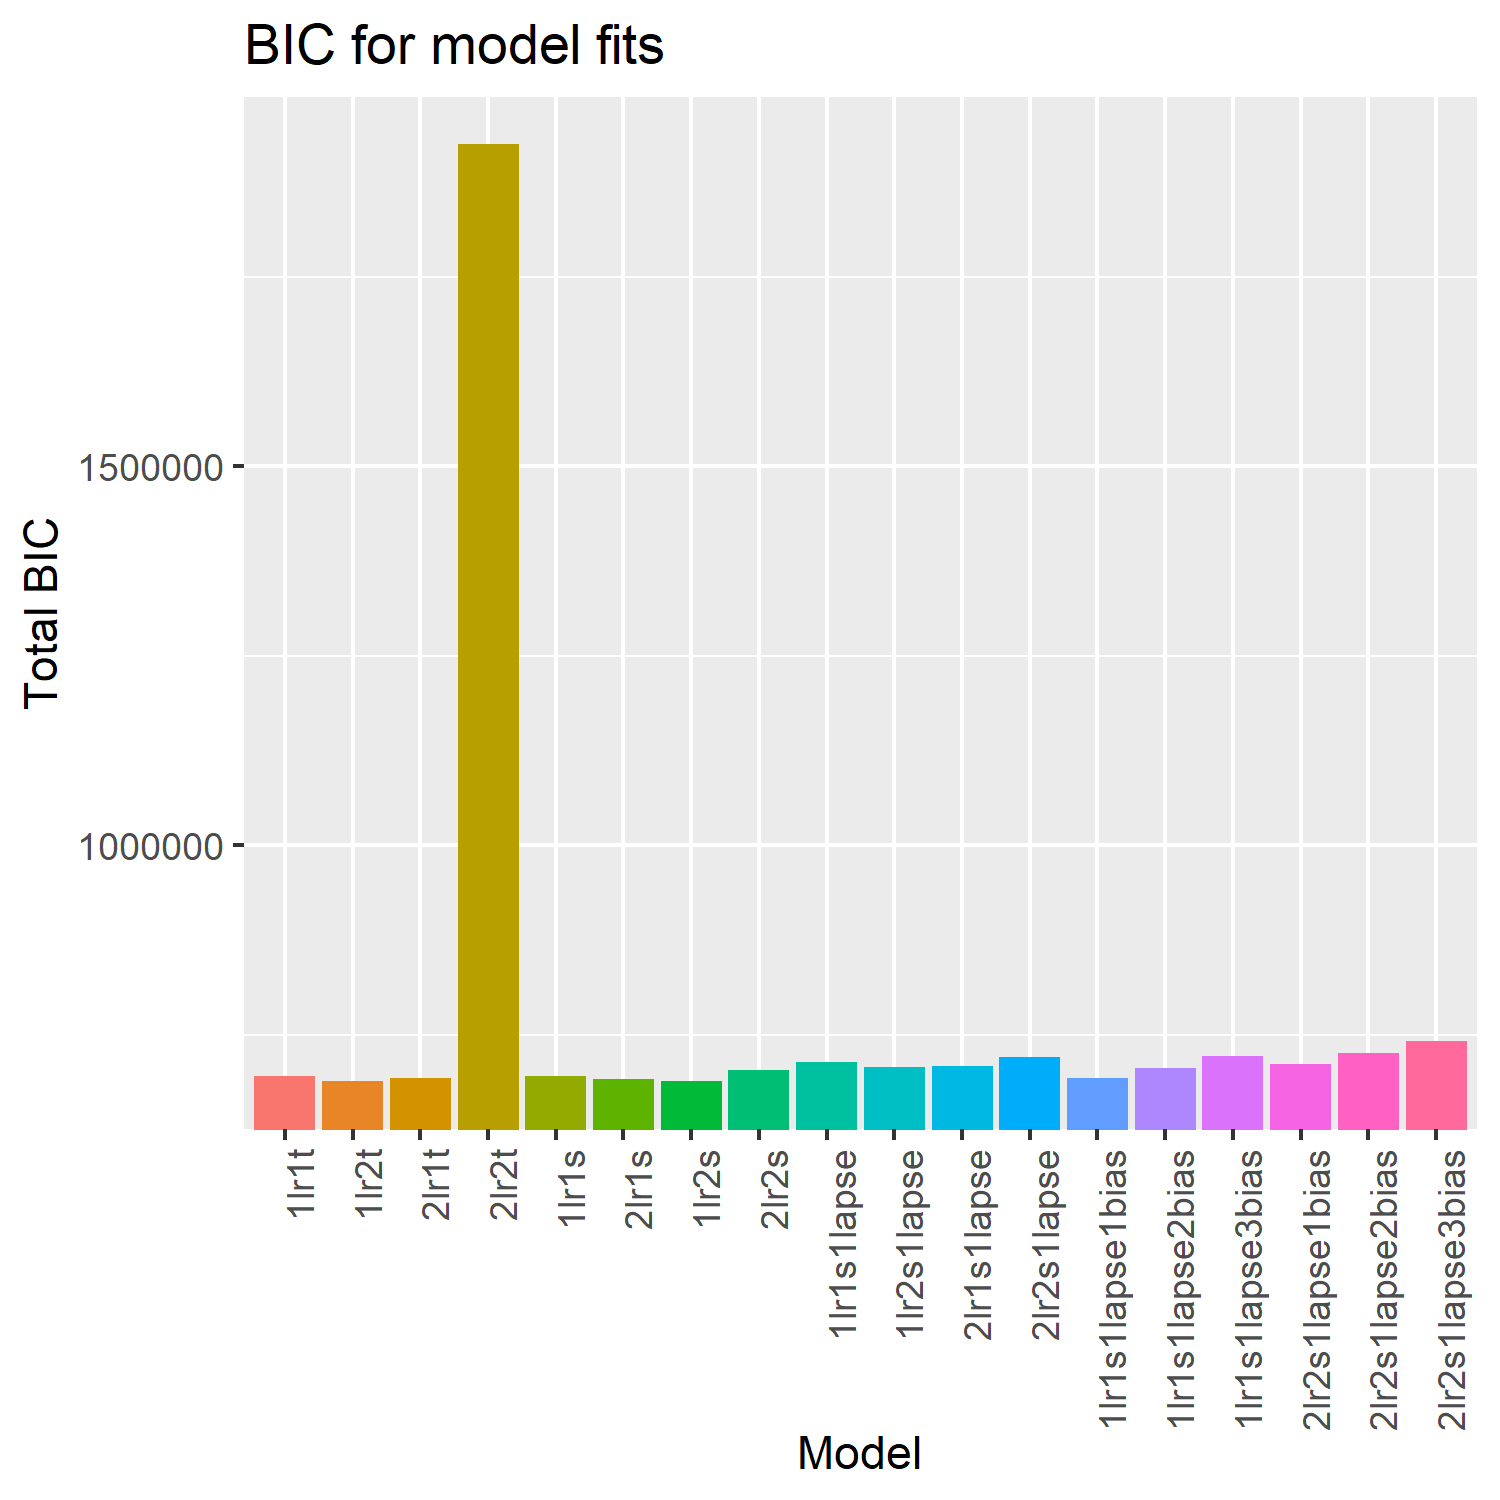 BIC for model fits
Total BIC
1500000
1000000
1lr1t
1lr2t
2lr1t
2lr2t
1lr1s
2lr1s
1lr2s
2lr2s
1lr1s1lapse
1lr2s1lapse
2lr1s1lapse
2lr2s1lapse
1lr1s1lapse1bias
1lr1s1lapse2bias
1lr1s1lapse3bias
2lr2s1lapse1bias
2lr2s1lapse2bias
2lr2s1lapse3bias
Model